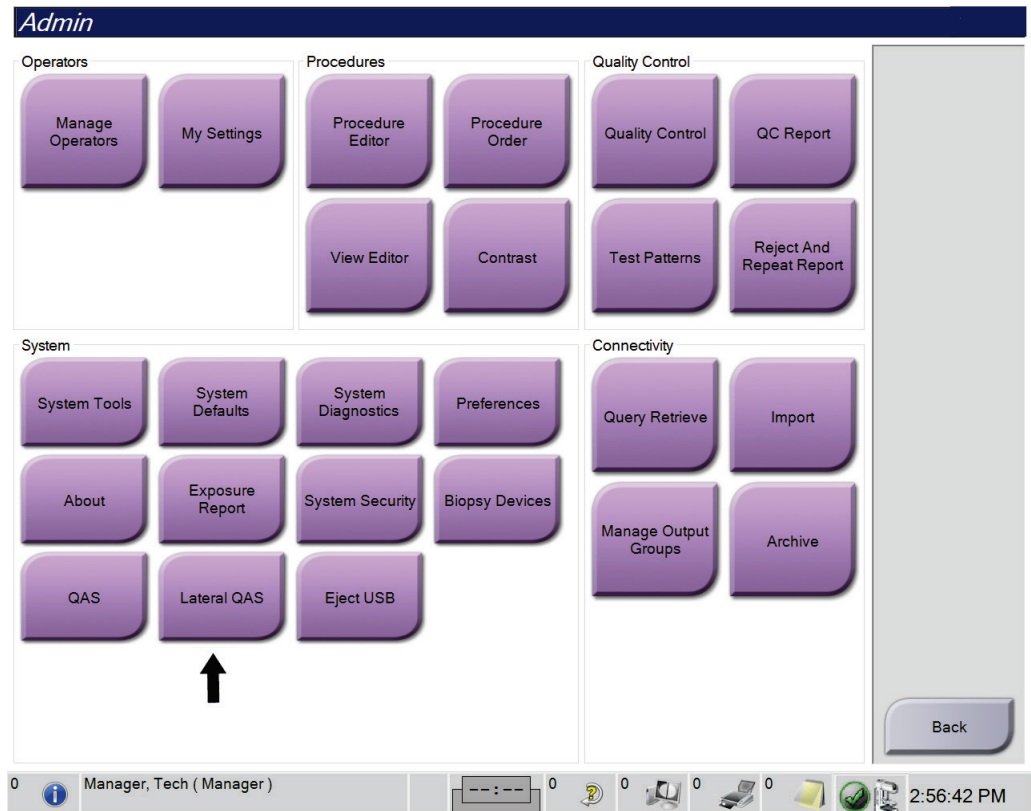 Admin
Operators
Manage
Operators
My Settings
Procedures
Procedure
Editor
Procedure
Order
View Editor
Contrast
Quality Control
Quality Control
QC Report
Test Patterns
Reject And
Repeat Report
System
System Tools
System
Defaults
System
Diagnostics
Preferences
About
Exposure
Report
System Security
Biopsy Devices
QAS
Lateral QAS
Eject USB
Connectivity
Query Retrieve
Import
Manage Output
Groups
Archive
Back
0
Manager, Tech ( Manager )
--:--
0
0
0
0
2:56:42 PM